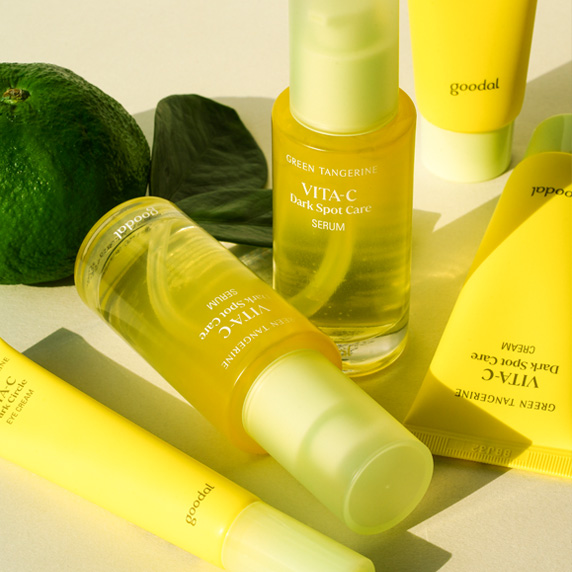 goodal
GREEN TANGERINE
VITA·C
Dark Spot Care
SERUM
goodal
goodal
GREEN TANGERINE
VITA·C
Dark Spot Care
SERUM
GREEN TANGERINE
VITA·C
Dark Spot Care
CREAM
Dark Circle
EYE CREAM
goodal